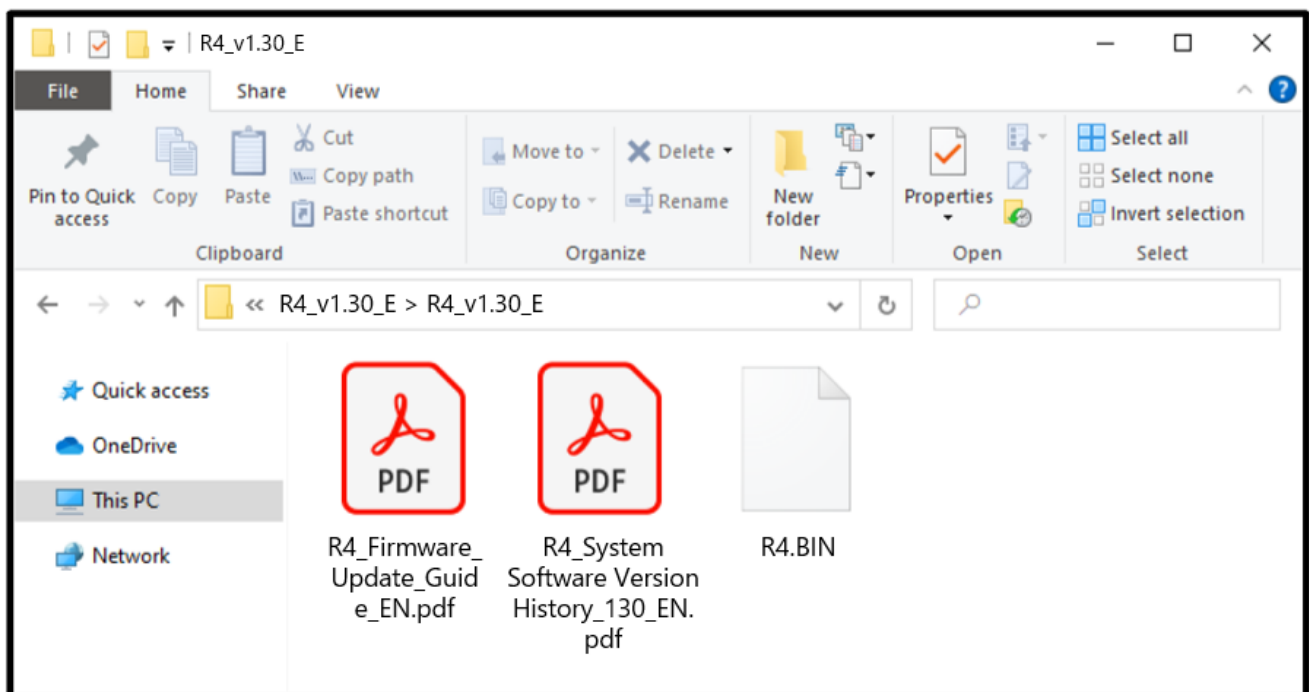 R4_v1.30_E
File Home Share View
Pin to Quick access
Copy
Paste
Cut
Copy path
Paste shortcut
Clipboard
Move to
Copy to
Delete
Rename
Organize
New folder
New
Properties
Open
Select all
Select none
Invert selection
Select
« R4_v1.30_E > R4_v1.30_E
Quick access
OneDrive
This PC
Network
PDF
R4_Firmware_
Update_Guid
e_EN.pdf
PDF
R4_System
Software Version
History_130_EN.
pdf
R4.BIN